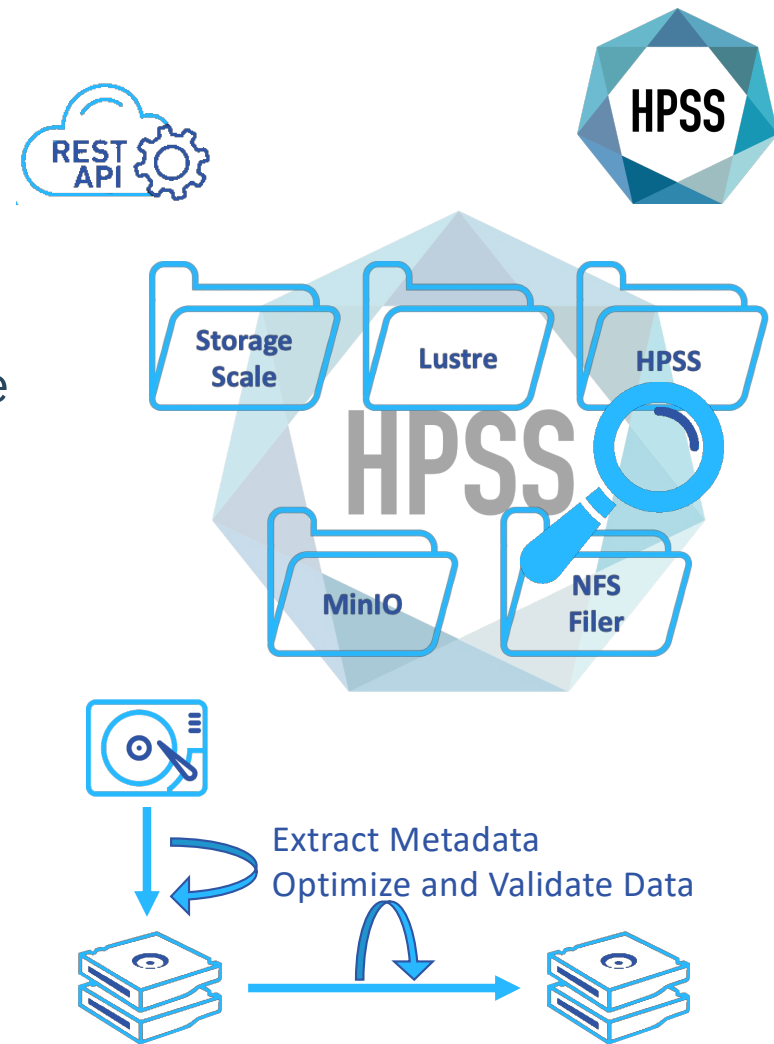 HPSS
REST
API
Storage
Scale
Lustre
HPSS
HPSS
MinIO
NFS
Filer
Extract Metadata
Optimize and Validate Data